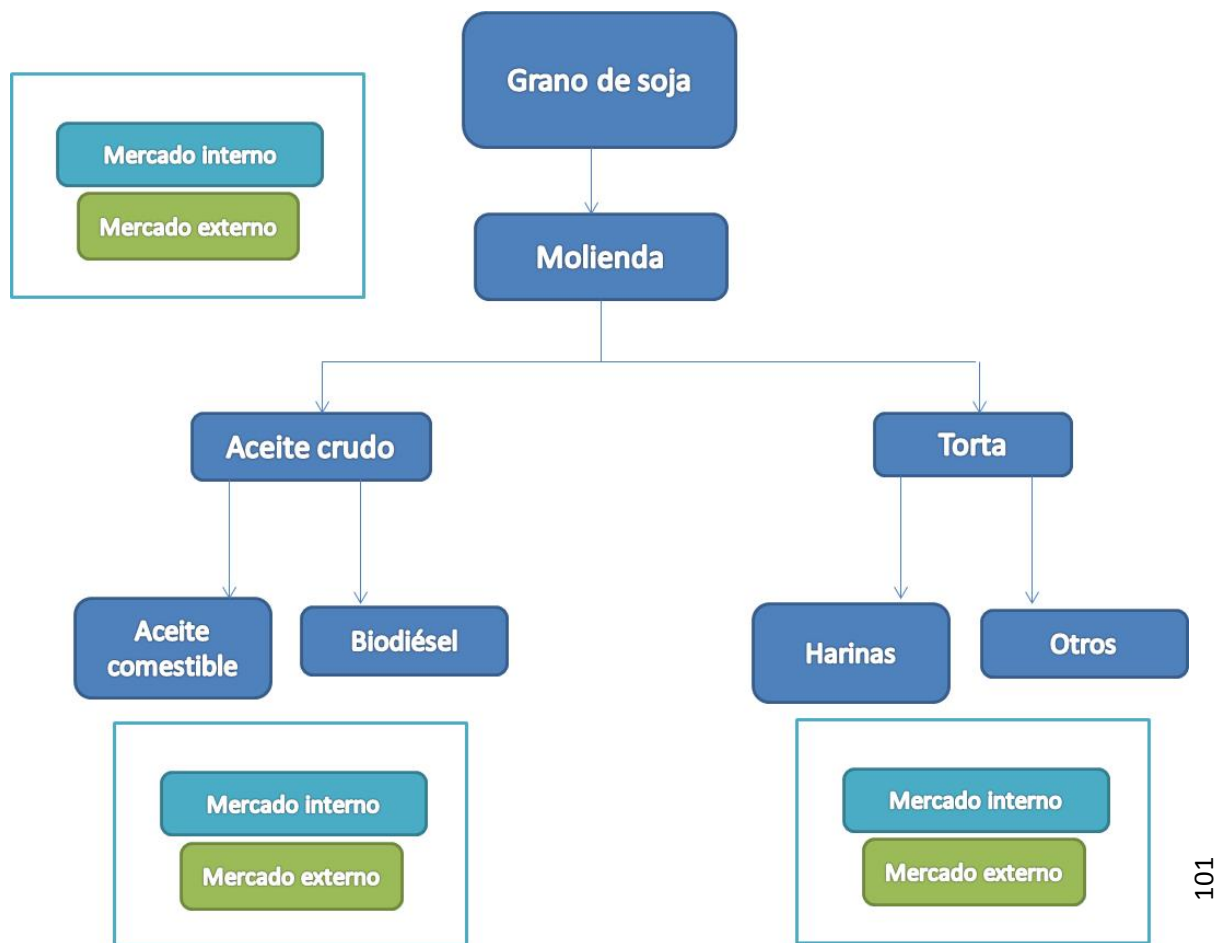 Grano de soja
Mercado interno
Mercado externo
Molienda
Aceite crudo
Torta
Aceite
comestible
Biodiésel
Harinas
Otros
Mercado interno
Mercado externo
Mercado interno
Mercado externo
101